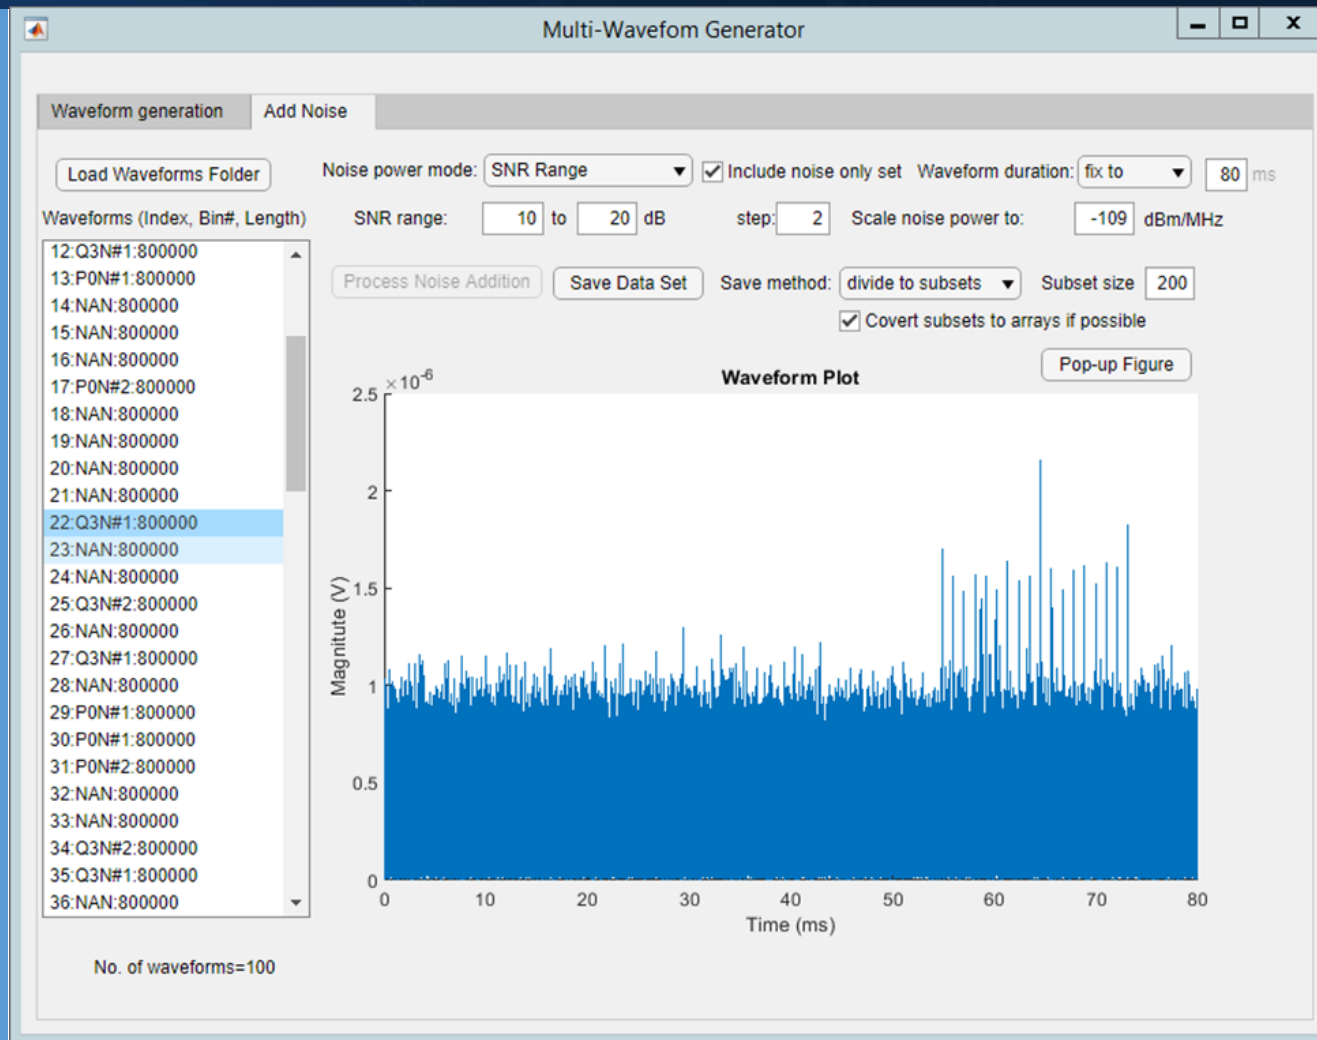 Multi-Wavefom Generator
Waveform generation
Add Noise
Load Waveforms Folder
Noise power mode: SNR Range Include noise only set Waveform duration: fix to 80 ms
Waveforms (Index, Bin#, Length)
SNR range: 10 to 20 dB step: 2 Scale noise power to: -109 dBm/MHz
Process Noise Addition Save Data Set Save method: divide to subsets Subset size 200
Covert subsets to arrays if possible
Pop-up Figure
12:Q3N#1:800000
13:P0N#1:800000
14:NAN:800000
15:NAN:800000
16:NAN:800000
17:P0N#2:800000
18:NAN:800000
19:NAN:800000
20:NAN:800000
21:NAN:800000
22:Q3N#1:800000
23:NAN:800000
24:NAN:800000
25:Q3N#2:800000
26:NAN:800000
27:Q3N#1:800000
28:NAN:800000
29:P0N#1:800000
30:P0N#1:800000
31:P0N#2:800000
32:NAN:800000
33:NAN:800000
34:Q3N#2:800000
35:Q3N#1:800000
36:NAN:800000
No. of waveforms=100
Waveform Plot
×10-6
2.5
2
1.5
1
0.5
0
Magnitute (V)
0 10 20 30 40 50 60 70 80
Time (ms)